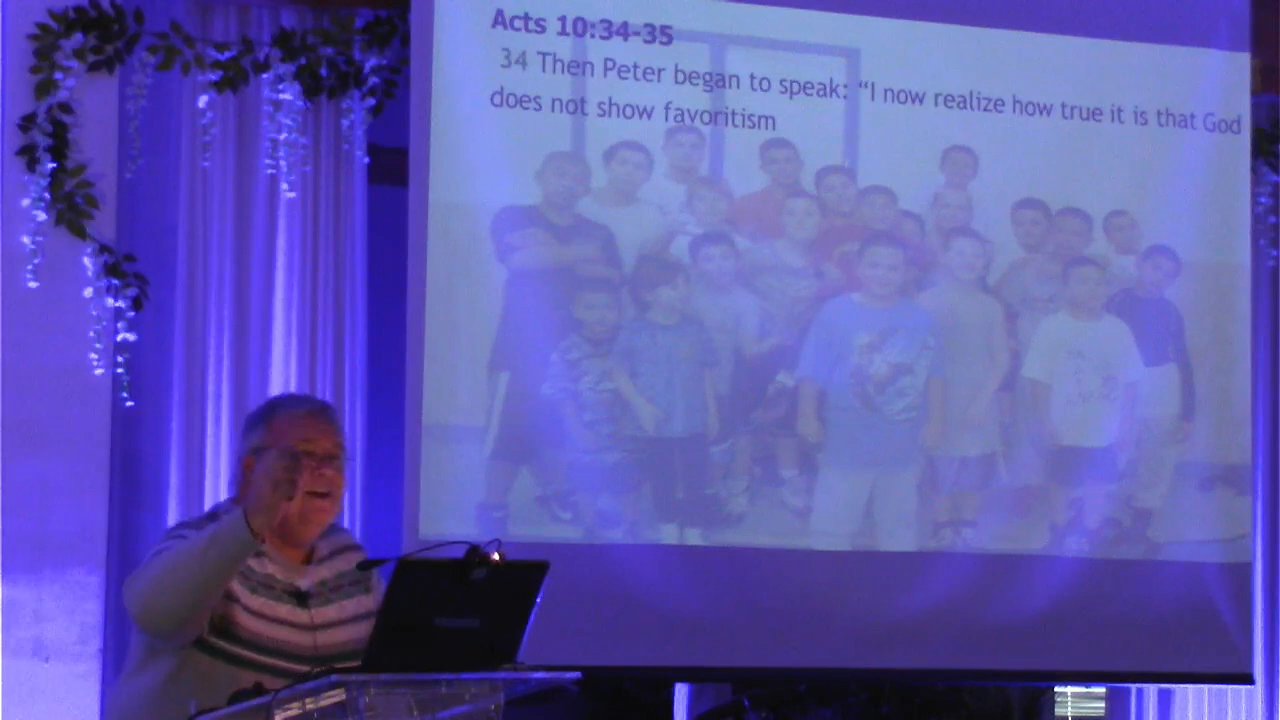 Acts 10:34-35
34 Then Peter began to speak: “I now realize how true it is that God
does not show favoritism